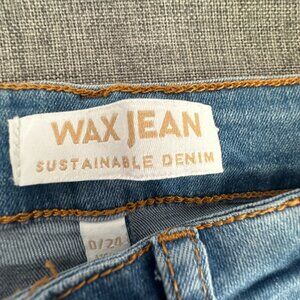 WAX JEAN
SUSTAINABLE DENIM
0/24